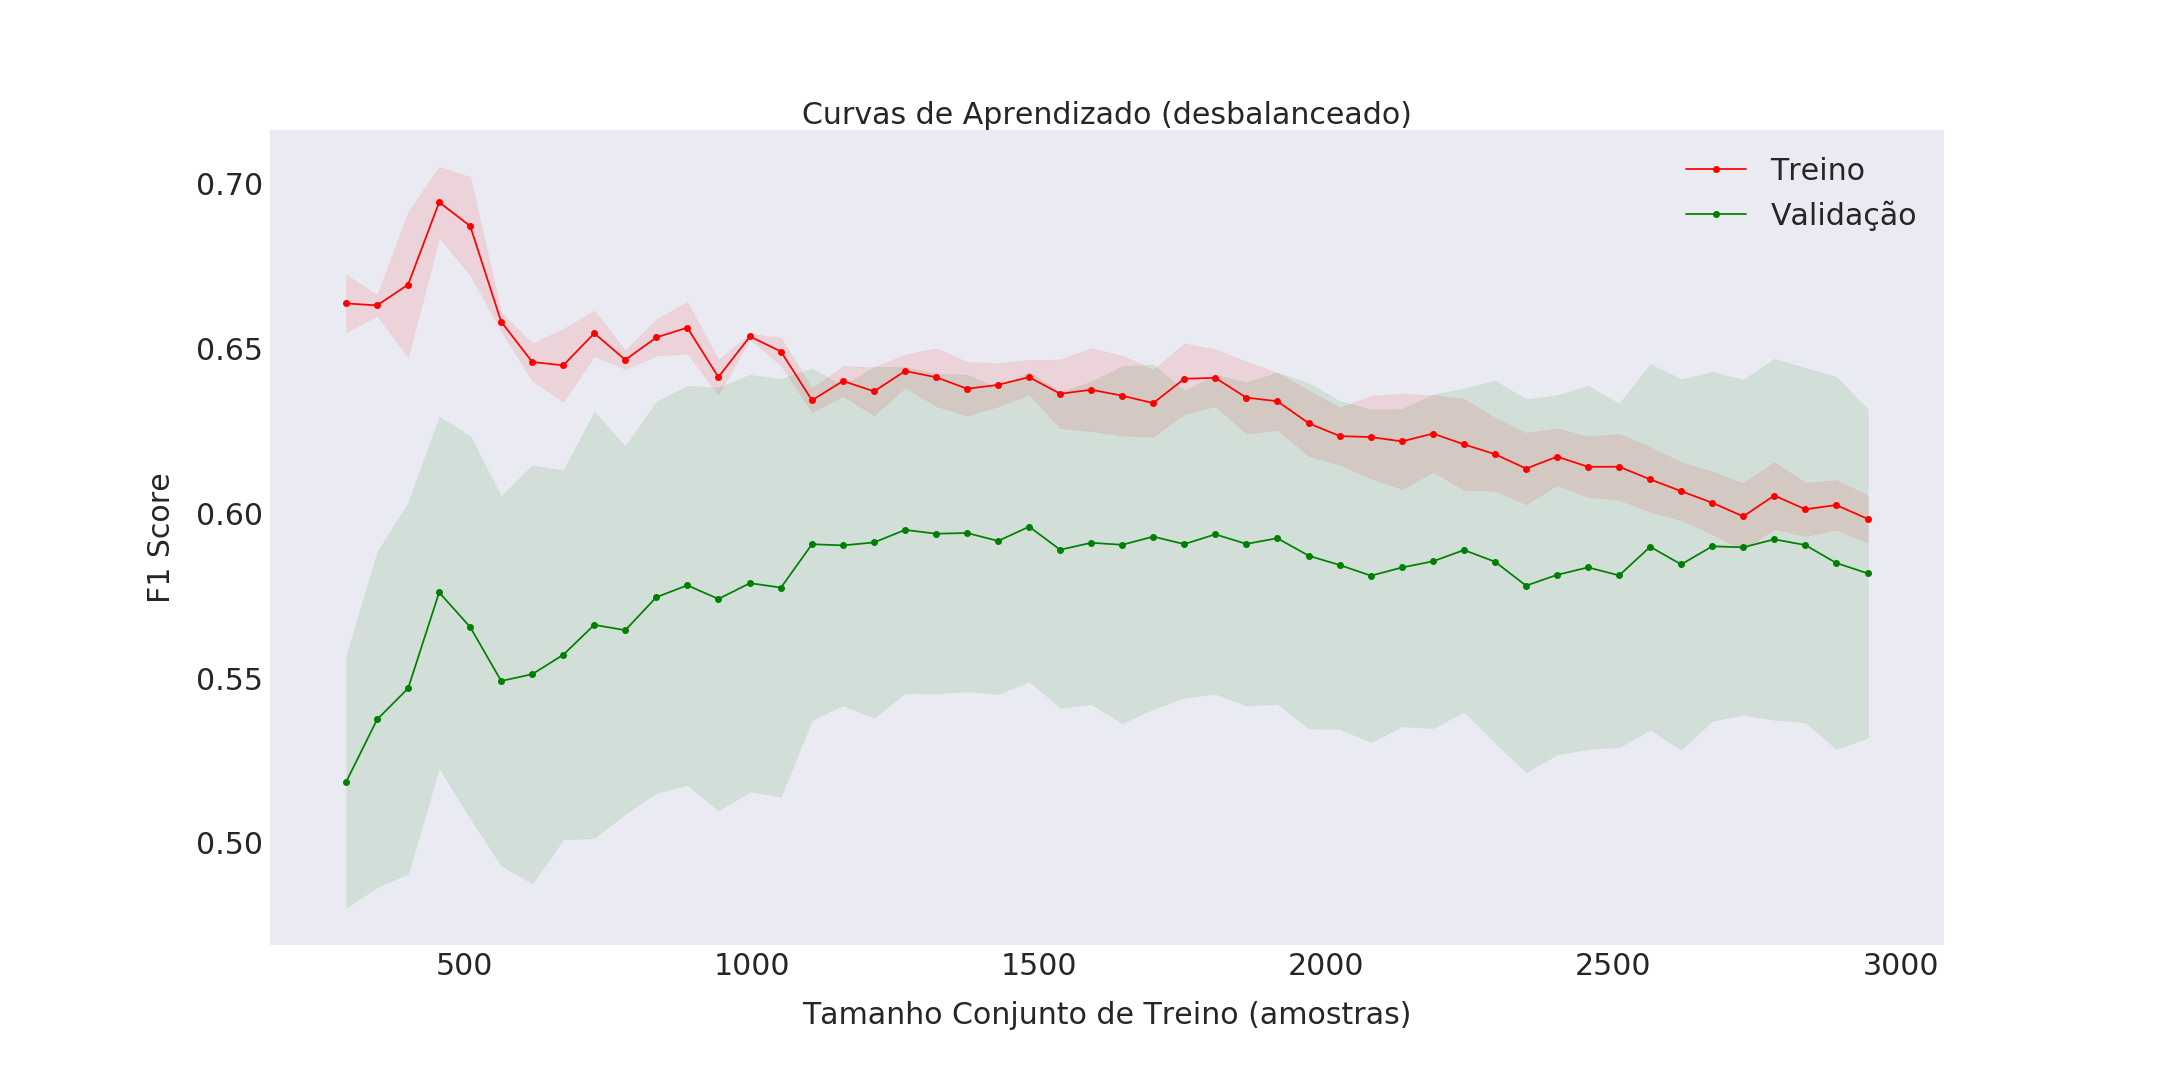 Curvas de Aprendizado (desbalanceado)
Treino
Validação
0.70
0.65
0.60
0.55
0.50
F1 Score
500 1000 1500 2000 2500 3000
Tamanho Conjunto de Treino (amostras)